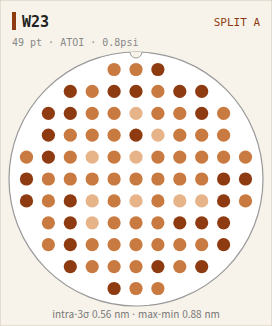 W23
SPLIT A
49 pt · ATOI · 0.8psi
intra-3σ 0.56 nm · max-min 0.88 nm